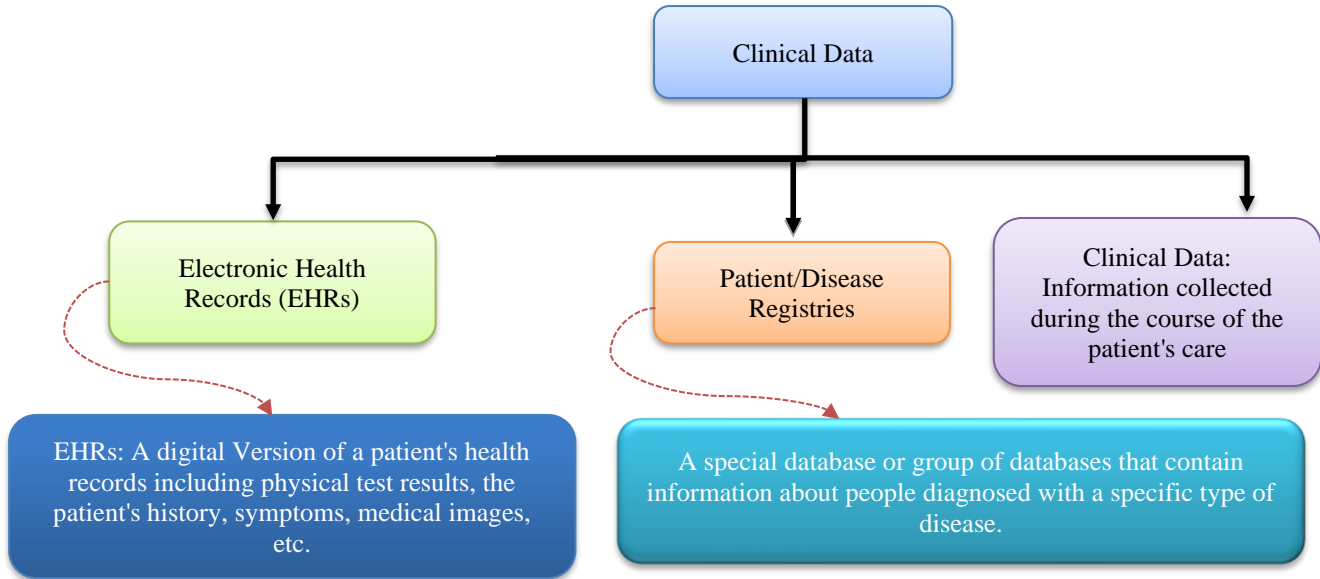 Clinical Data
Electronic Health
Records (EHRs)
Patient/Disease
Registries
Clinical Data:
Information collected
during the course of the
patient's care
EHRs: A digital Version of a patient's health
records including physical test results, the
patient's history, symptoms, medical images,
etc.
A special database or group of databases that contain
information about people diagnosed with a specific type of
disease.